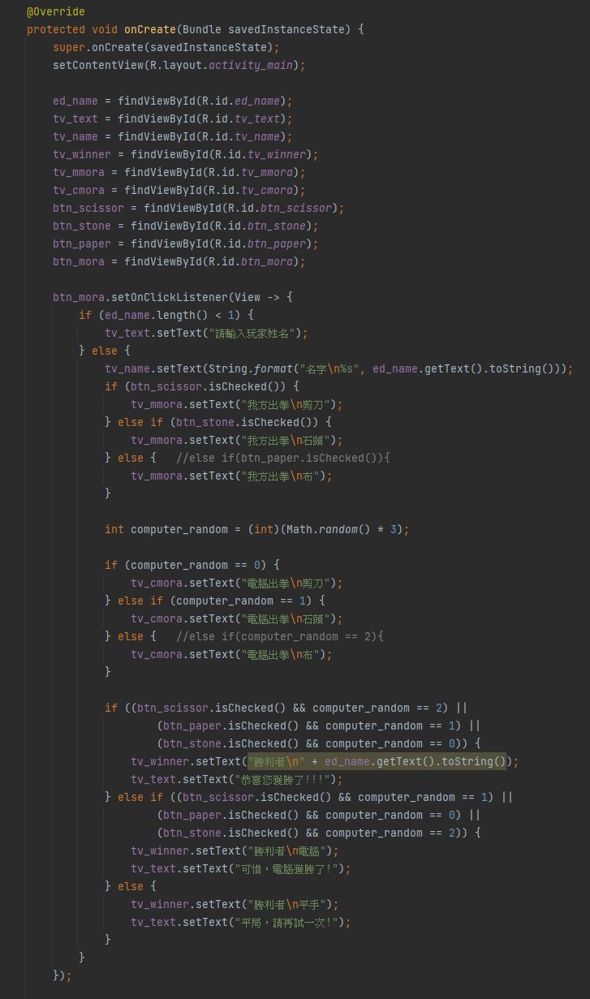 @Override
protected void onCreate(Bundle savedInstanceState) {
    super.onCreate(savedInstanceState);
    setContentView(R.layout.activity_main);

    ed_name = findViewById(R.id.ed_name);
    tv_text = findViewById(R.id.tv_text);
    tv_name = findViewById(R.id.tv_name);
    tv_winner = findViewById(R.id.tv_winner);
    tv_mmora = findViewById(R.id.tv_mmora);
    tv_cmora = findViewById(R.id.tv_cmora);
    btn_scissor = findViewById(R.id.btn_scissor);
    btn_stone = findViewById(R.id.btn_stone);
    btn_paper = findViewById(R.id.btn_paper);
    btn_mora = findViewById(R.id.btn_mora);

    btn_mora.setOnClickListener(View -> {
        if (ed_name.length() < 1) {
            tv_text.setText("請輸入玩家姓名");
        } else {
            tv_name.setText(String.format("名字\n%s", ed_name.getText().toString()));
            if (btn_scissor.isChecked()) {
                tv_mmora.setText("我方出拳\n剪刀");
            } else if (btn_stone.isChecked()) {
                tv_mmora.setText("我方出拳\n石頭");
            } else {   //else if(btn_paper.isChecked()){
                tv_mmora.setText("我方出拳\n布");
            }

            int computer_random = (int)(Math.random() * 3);

            if (computer_random == 0) {
                tv_cmora.setText("電腦出拳\n剪刀");
            } else if (computer_random == 1) {
                tv_cmora.setText("電腦出拳\n石頭");
            } else {   //else if(computer_random == 2){
                tv_cmora.setText("電腦出拳\n布");
            }

            if ((btn_scissor.isChecked() && computer_random == 2) ||
                    (btn_paper.isChecked() && computer_random == 1) ||
                    (btn_stone.isChecked() && computer_random == 0)) {
                tv_winner.setText("勝利者\n" + ed_name.getText().toString());
                tv_text.setText("恭喜您獲勝了!!!");
            } else if ((btn_scissor.isChecked() && computer_random == 1) ||
                    (btn_paper.isChecked() && computer_random == 0) ||
                    (btn_stone.isChecked() && computer_random == 2)) {
                tv_winner.setText("勝利者\n電腦");
                tv_text.setText("可惜，電腦獲勝了!");
            } else {
                tv_winner.setText("勝利者\n平手");
                tv_text.setText("平局，請再試一次!");
            }
        }
    });